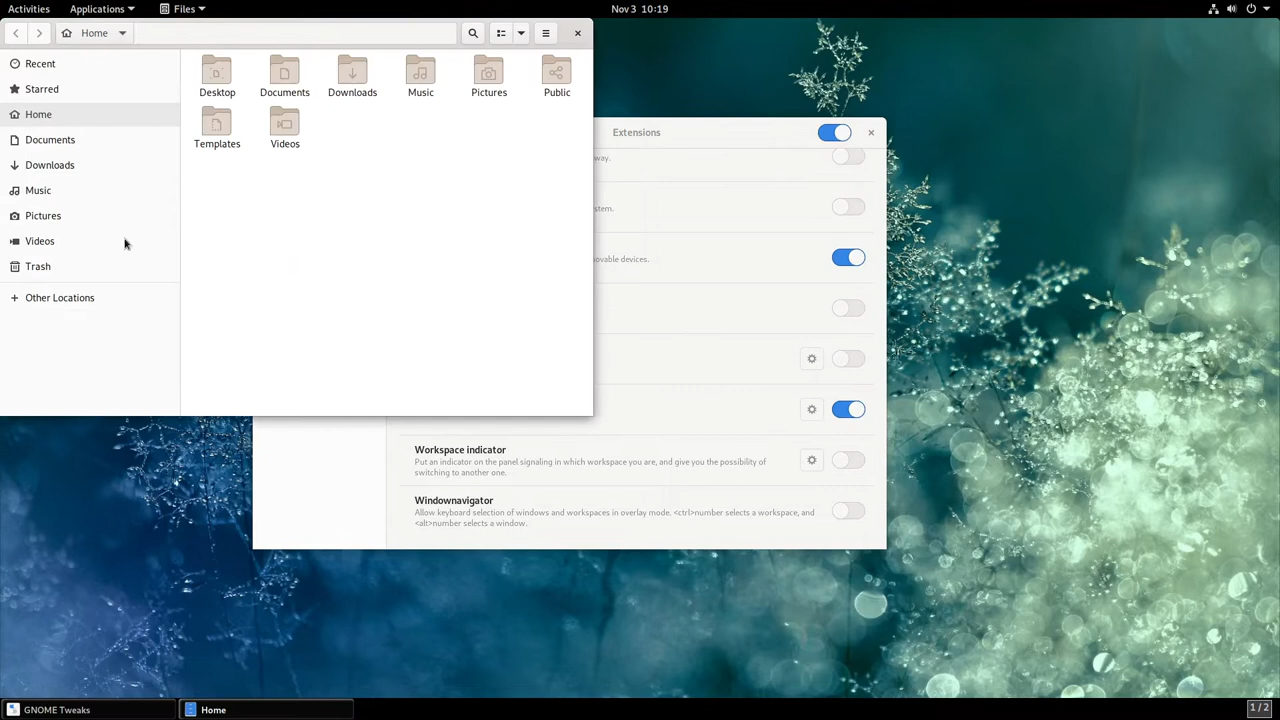 Activities Applications Files Nov 3 10:19
Home
Recent
Starred
Home
Documents
Downloads
Music
Pictures
Videos
Trash
Other Locations
Desktop Documents Downloads Music Pictures Public
Templates Videos
Extensions
way.
stem.
ovable devices.
Workspace indicator
Put an indicator on the panel signaling in which workspace you are, and give you the possibility of
switching to another one.
Windownavigator
Allow keyboard selection of windows and workspaces in overlay mode. <ctrl>number selects a workspace, and
<alt>number selects a window.
GNOME Tweaks Home 1 / 2